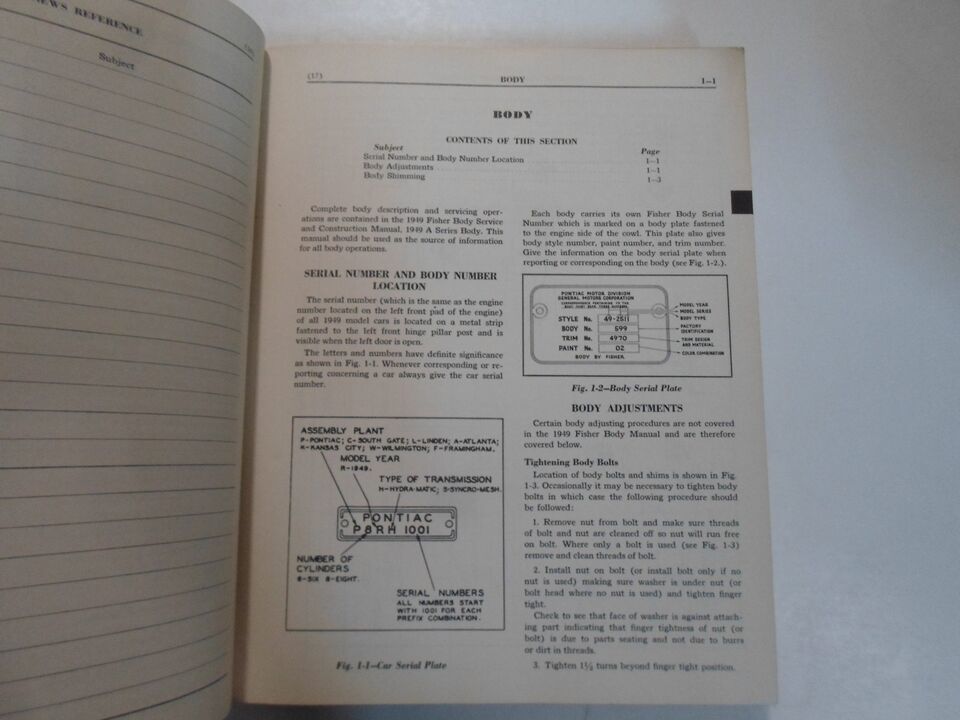 NEWS REFERENCE
Subject
(17)
BODY
1—1
BODY
CONTENTS OF THIS SECTION
Subject
Page
Serial Number and Body Number Location
1—1
Body Adjustments
1—1
Body Shimming
1—3
Complete body description and servicing oper-
ations are contained in the 1949 Fisher Body Service
and Construction Manual, 1949 A Series Body. This
manual should be used as the source of information
for all body operations.
SERIAL NUMBER AND BODY NUMBER
LOCATION
The serial number (which is the same as the engine
number located on the left front pad of the engine)
of all 1949 model cars is located on a metal strip
fastened to the left front hinge pillar post and is
visible when the left door is open.
The letters and numbers have definite significance
as shown in Fig. 1-1. Whenever corresponding or re-
porting concerning a car always give the car serial
number.
ASSEMBLY PLANT
P-PONTIAC; C-SOUTH GATE; L-LINDEN; A-ATLANTA;
K-KANSAS CITY; W-WILMINGTON; F-FRAMINGHAM.
MODEL YEAR
R-1949.
TYPE OF TRANSMISSION
H-HYDRA-MATIC; S-SYNCRO-MESH.
PONTIAC
P8RH 1001
NUMBER OF
CYLINDERS
6-SIX 8-EIGHT.
SERIAL NUMBERS
ALL NUMBERS START
WITH 1001 FOR EACH
PREFIX COMBINATION.
Fig. 1-1—Car Serial Plate
Each body carries its own Fisher Body Serial
Number which is marked on a body plate fastened
to the engine side of the cowl. This plate also gives
body style number, paint number, and trim number.
Give the information on the body serial plate when
reporting or corresponding on the body (see Fig. 1-2.).
PONTIAC MOTOR DIVISION
GENERAL MOTORS CORPORATION
CORRESPONDENCE PERTAINING TO THE
BODY MUST BEAR THESE NUMBERS
STYLE No. 49-2511
BODY No. 599
TRIM No. 4970
PAINT No. 02
BODY BY FISHER.
MODEL YEAR
MODEL SERIES
BODY TYPE
FACTORY
IDENTIFICATION
TRIM DESIGN
AND MATERIAL
COLOR COMBINATION
Fig. 1-2—Body Serial Plate
BODY ADJUSTMENTS
Certain body adjusting procedures are not covered
in the 1949 Fisher Body Manual and are therefore
covered below.
Tightening Body Bolts
Location of body bolts and shims is shown in Fig.
1-3. Occasionally it may be necessary to tighten body
bolts in which case the following procedure should
be followed:
1. Remove nut from bolt and make sure threads
of bolt and nut are cleaned off so nut will run free
on bolt. Where only a bolt is used (see Fig. 1-3)
remove and clean threads of bolt.
2. Install nut on bolt (or install bolt only if no
nut is used) making sure washer is under nut (or
bolt head where no nut is used) and tighten finger
tight.
Check to see that face of washer is against attach-
ing part indicating that finger tightness of nut (or
bolt) is due to parts seating and not due to burrs
or dirt in threads.
3. Tighten 1½ turns beyond finger tight position.